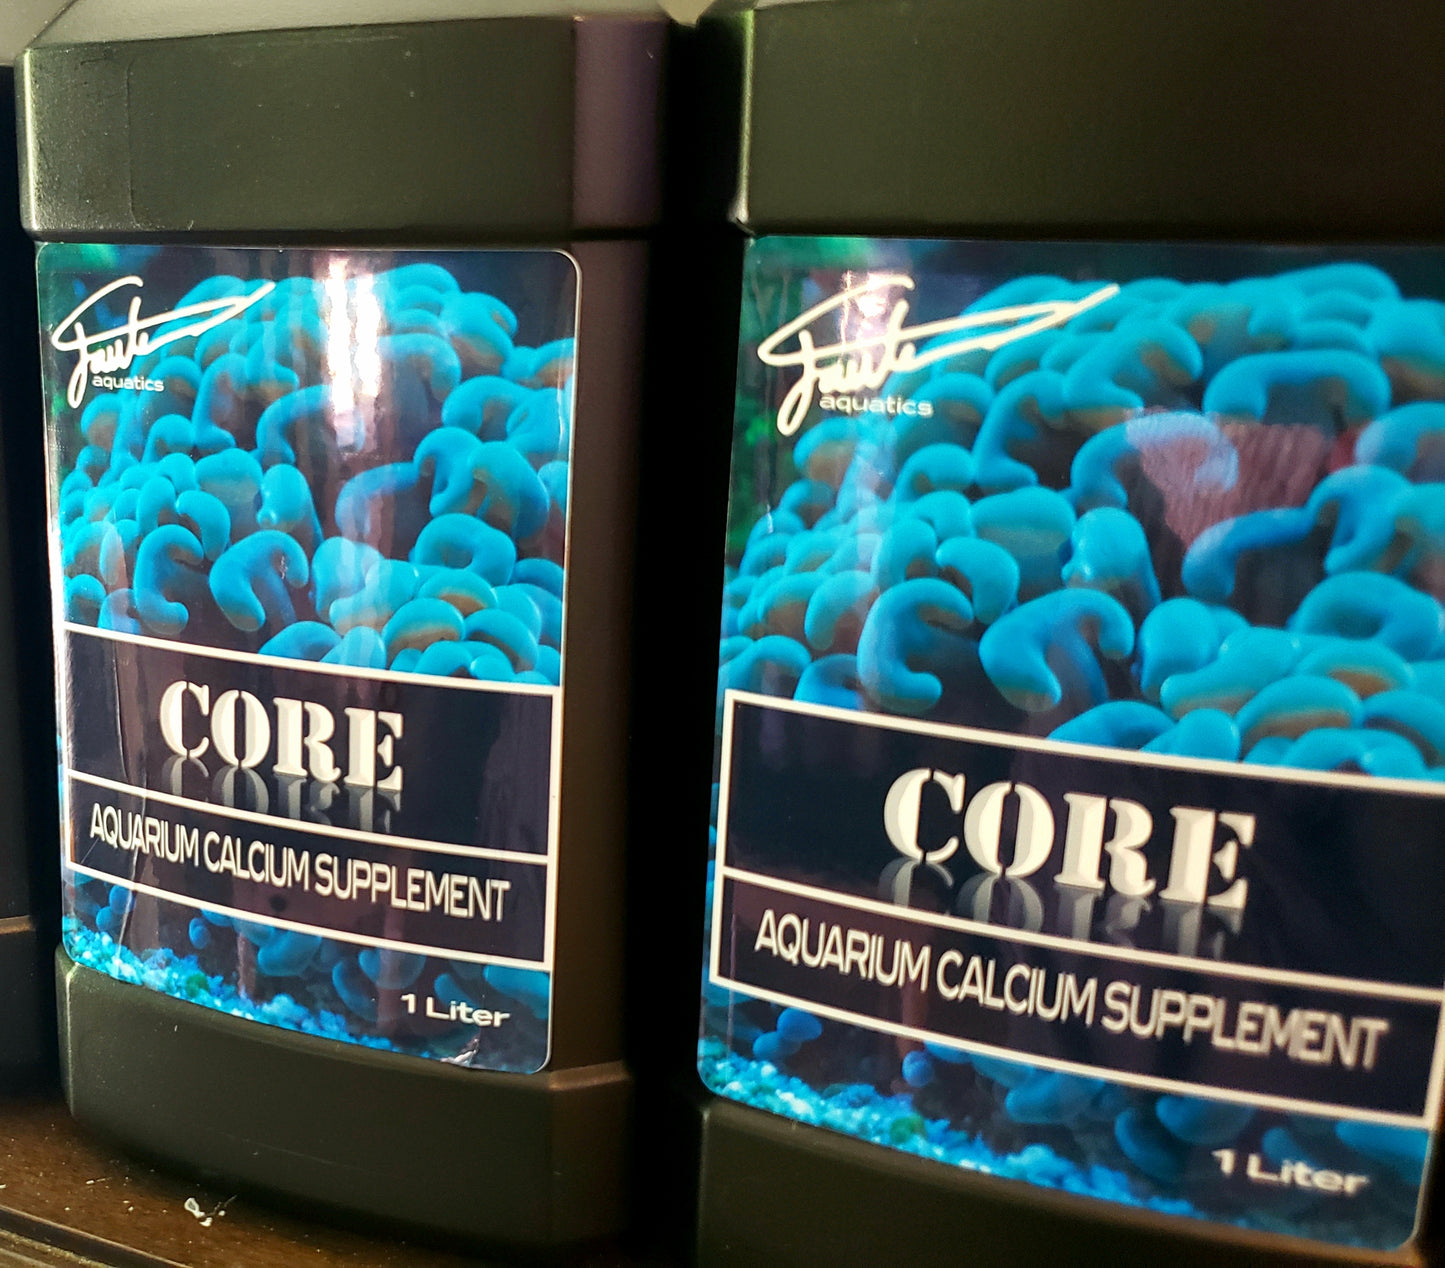 aquatics
CORE
AQUARIUM CALCIUM SUPPLEMENT
1 Liter
aquatics
CORE
AQUARIUM CALCIUM SUPPLEMENT
1 Liter